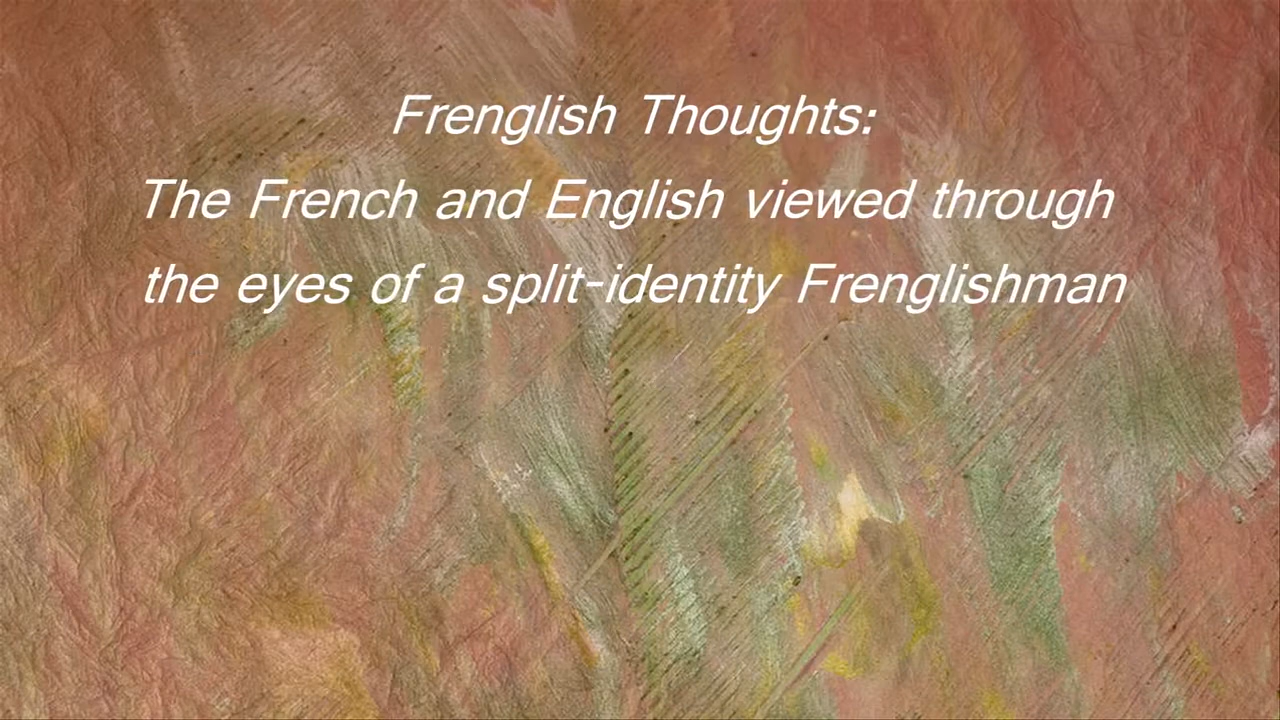 Frenglish Thoughts:
The French and English viewed through
the eyes of a split-identity Frenglishman